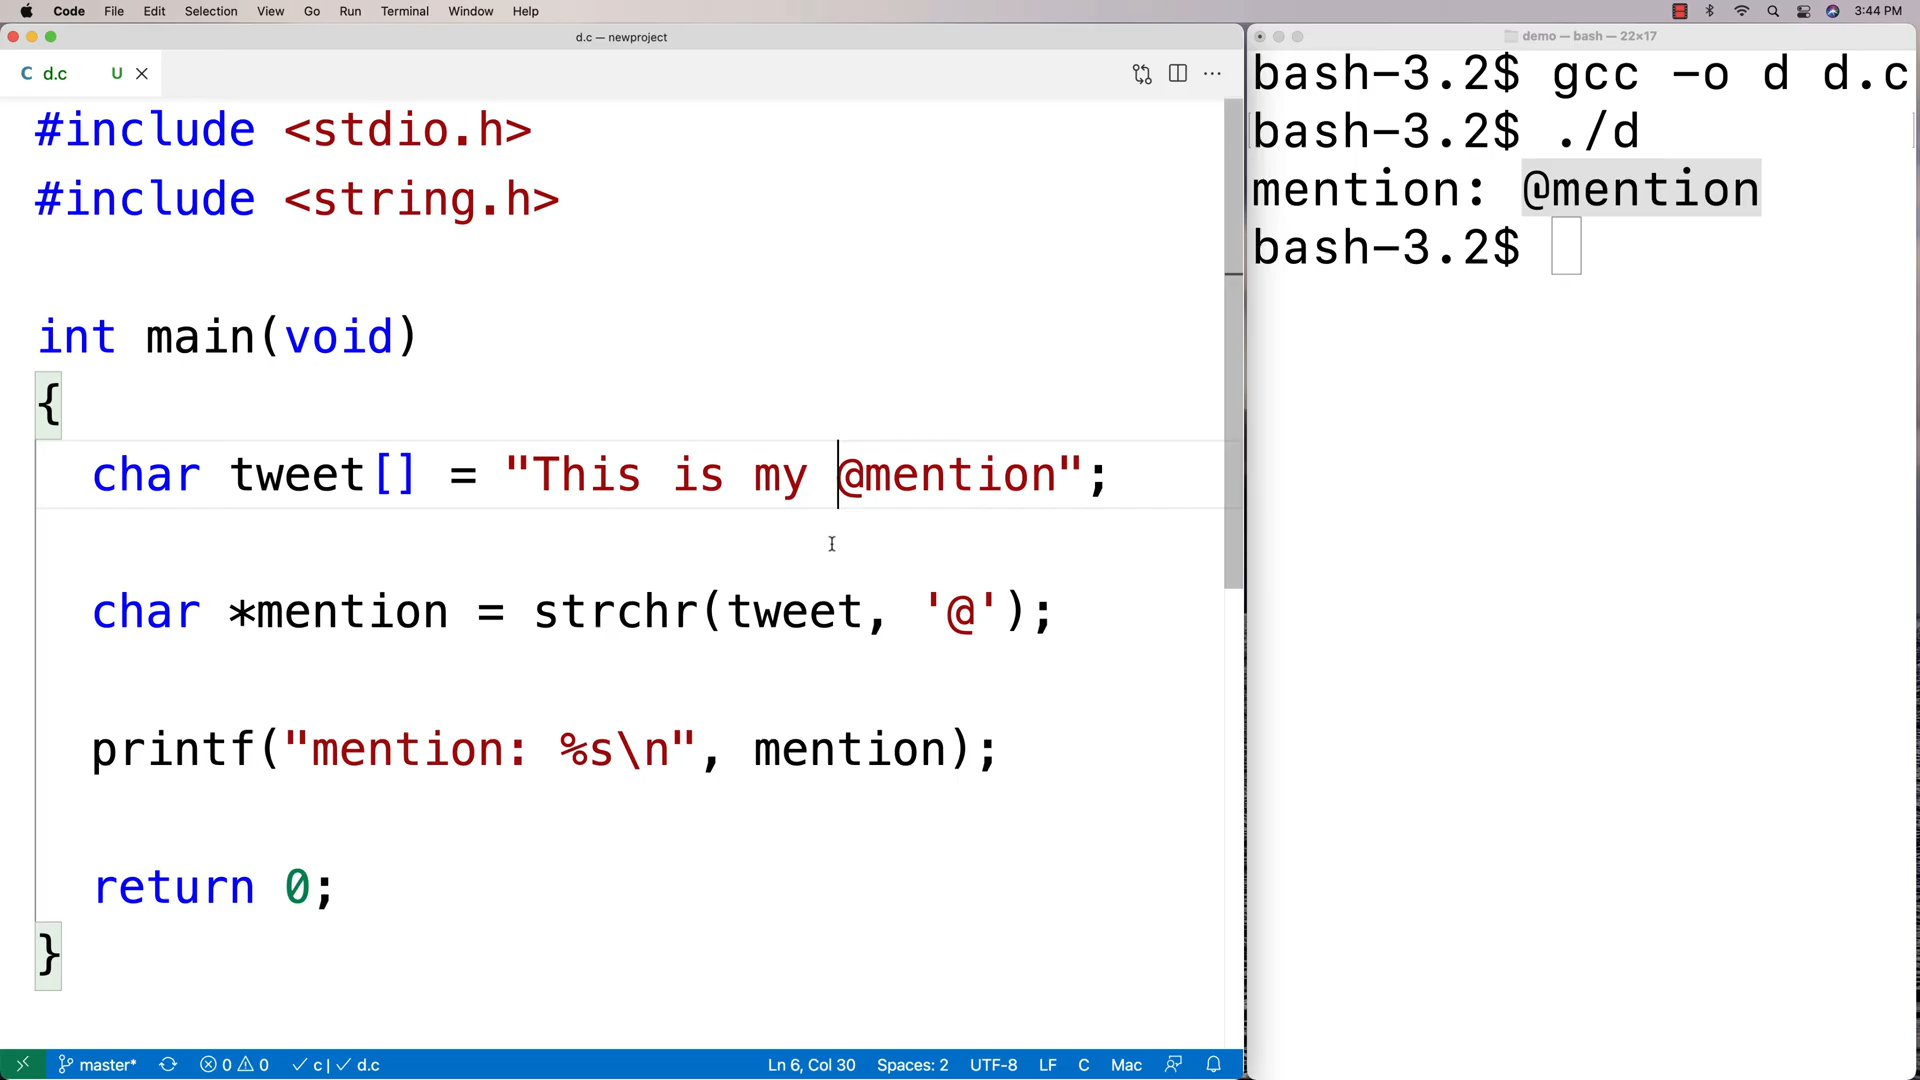 Code File Edit Selection View Go Run Terminal Window Help 3:44 PM
d.c — newproject
C d.c U
#include <stdio.h>
#include <string.h>
int main(void)
{
char tweet[] = "This is my @mention";
char *mention = strchr(tweet, '@');
printf("mention: %s\n", mention);
return 0;
}
master* 0 0 c | d.c Ln 6, Col 30 Spaces: 2 UTF-8 LF C Mac
demo — bash — 22×17
bash-3.2$ gcc -o d d.c
bash-3.2$ ./d
mention: @mention
bash-3.2$